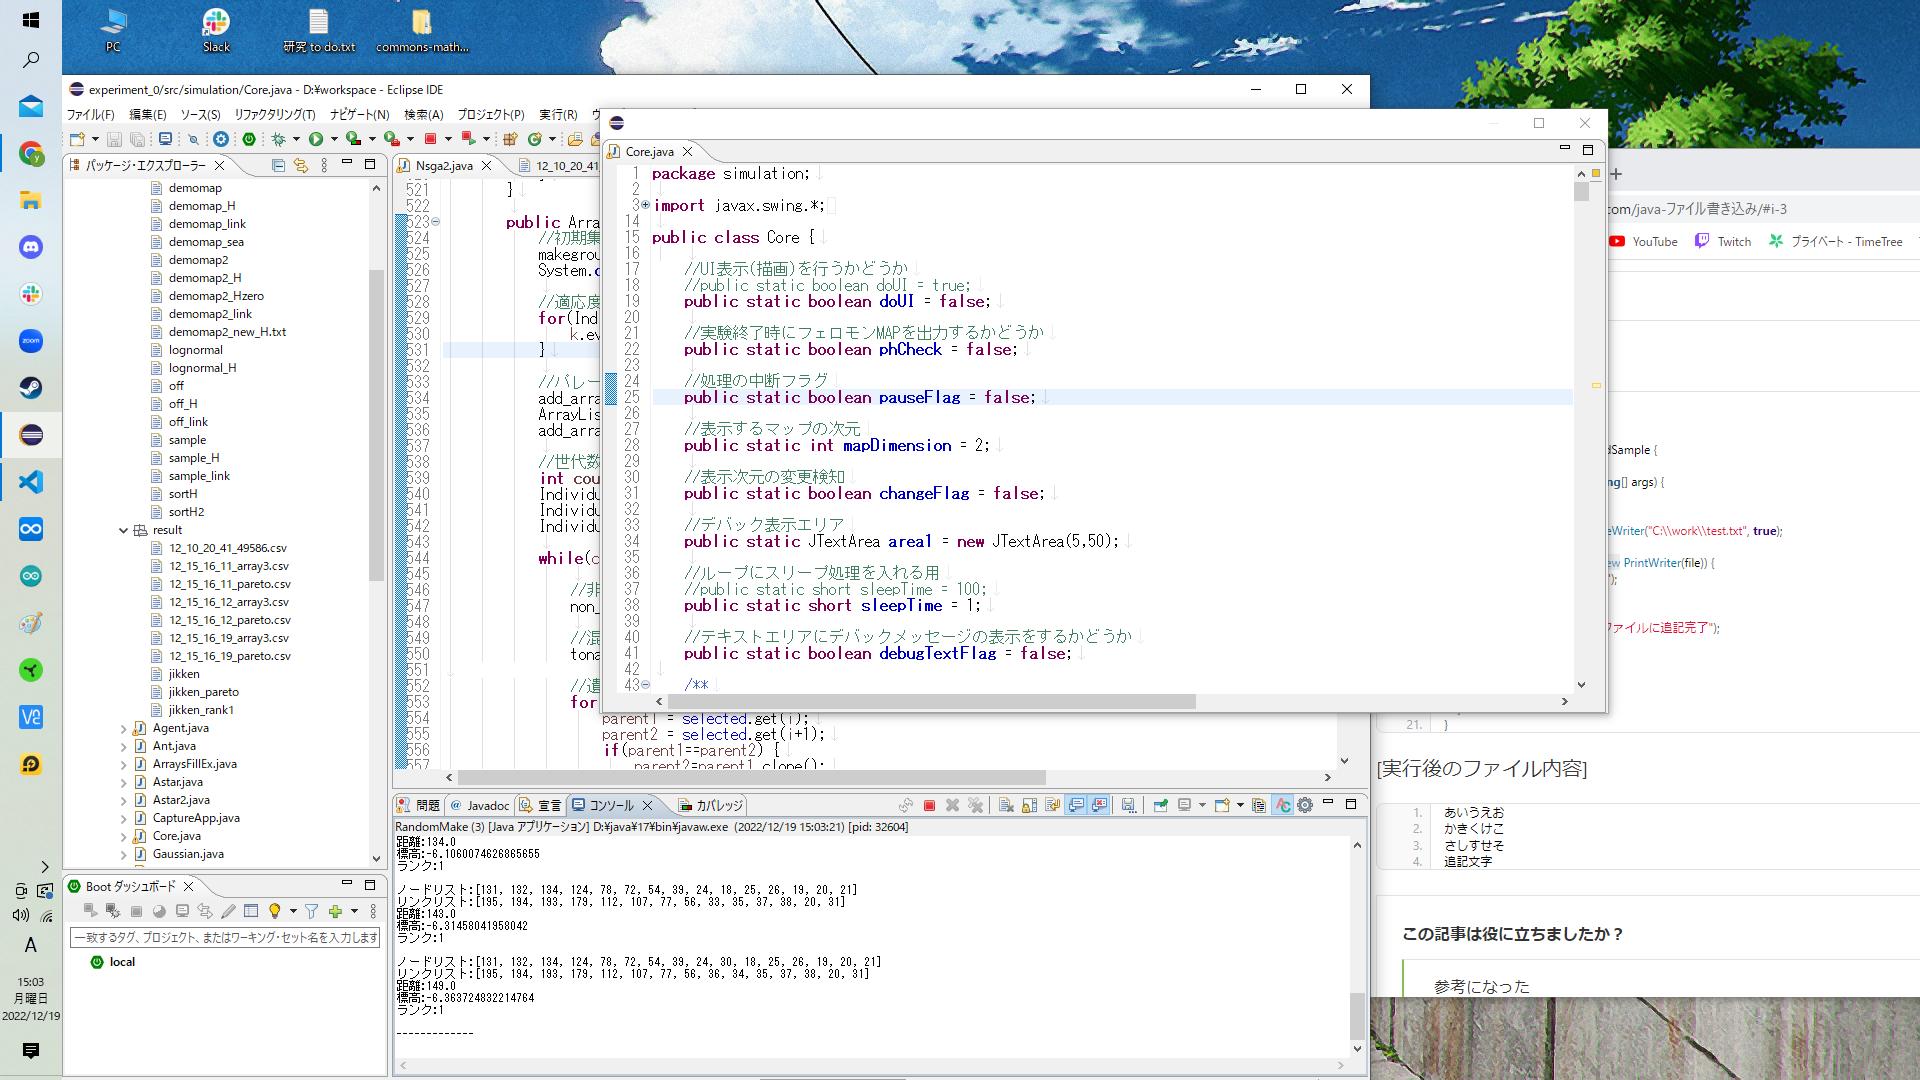 PC
Slack
研究 to do.txt
commons-math...
experiment_0/src/simulation/Core.java - D:¥workspace - Eclipse IDE
ファイル(F) 編集(E) ソース(S) リファクタリング(T) ナビゲート(N) 検索(A) プロジェクト(P) 実行(R)
パッケージ・エクスプローラー
demomap
demomap_H
demomap_link
demomap_sea
demomap2
demomap2_H
demomap2_Hzero
demomap2_link
demomap2_new_H.txt
lognormal
lognormal_H
off
off_H
off_link
sample
sample_H
sample_link
sortH
sortH2
result
12_10_20_41_49586.csv
12_15_16_11_array3.csv
12_15_16_11_pareto.csv
12_15_16_12_array3.csv
12_15_16_12_pareto.csv
12_15_16_19_array3.csv
12_15_16_19_pareto.csv
jikken
jikken_pareto
jikken_rank1
Agent.java
Ant.java
ArraysFillEx.java
Astar.java
Astar2.java
CaptureApp.java
Core.java
Gaussian.java
Boot ダッシュボード
一致するタグ、プロジェクト、またはワーキング・セット名を入力します
local
zoom
A
15:03
月曜日
2022/12/19
Nsga2.java
12_10_20_41
521 }
522
523 public Arra
524 //初期集
525 makegrou
526 System.
527
528 //適応度
529 for(Ind
530 k.ev
531 }
532
533 //パレー
534 add_arra
535 ArrayLis
536 add_arra
537
538 //世代数
539 int cou
540 Individu
541 Individu
542 Individu
543
544 while(
545
546 //非
547 non_
548
549 //混
550 tona
551
552 //遺
553 for
554 parent1 = selected.get(i);
555 parent2 = selected.get(i+1);
556 if(parent1==parent2) {
557 parent2=parent1.clone();
Core.java
1 package simulation;
2
3 import javax.swing.*;
14
15 public class Core {
16
17 //UI表示(描画)を行うかどうか
18 //public static boolean doUI = true;
19 public static boolean doUI = false;
20
21 //実験終了時にフェロモンMAPを出力するかどうか
22 public static boolean phCheck = false;
23
24 //処理の中断フラグ
25 public static boolean pauseFlag = false;
26
27 //表示するマップの次元
28 public static int mapDimension = 2;
29
30 //表示次元の変更検知
31 public static boolean changeFlag = false;
32
33 //デバック表示エリア
34 public static JTextArea area1 = new JTextArea(5,50);
35
36 //ループにスリープ処理を入れる用
37 //public static short sleepTime = 100;
38 public static short sleepTime = 1;
39
40 //テキストエリアにデバックメッセージの表示をするかどうか
41 public static boolean debugTextFlag = false;
42
43 /**
問題 Javadoc 宣言 コンソール カバレッジ
RandomMake (3) [Java アプリケーション] D:¥java¥17¥bin¥javaw.exe (2022/12/19 15:03:21) [pid: 32604]
距離:134.0
標高:-6.1060074626865655
ランク:1
ノードリスト:[131, 132, 134, 124, 78, 72, 54, 39, 24, 18, 25, 26, 19, 20, 21]
リンクリスト:[195, 194, 193, 179, 112, 107, 77, 56, 33, 35, 37, 38, 20, 31]
距離:143.0
標高:-6.31458041958042
ランク:1
ノードリスト:[131, 132, 134, 124, 78, 72, 54, 39, 24, 30, 18, 25, 26, 19, 20, 21]
リンクリスト:[195, 194, 193, 179, 112, 107, 77, 56, 36, 34, 35, 37, 38, 20, 31]
距離:149.0
標高:-6.363724832214764
ランク:1
-------------
com/java-ファイル書き込み/#i-3
YouTube Twitch プライベート - TimeTree
dSample {
ng[] args) {
eWriter("C:\\work\\test.txt", true);
ew PrintWriter(file)) {
");
ファイルに追記完了");
21. }
[実行後のファイル内容]
1. あいうえお
2. かきくけこ
3. さしすせそ
4. 追記文字
この記事は役に立ちましたか？
参考になった